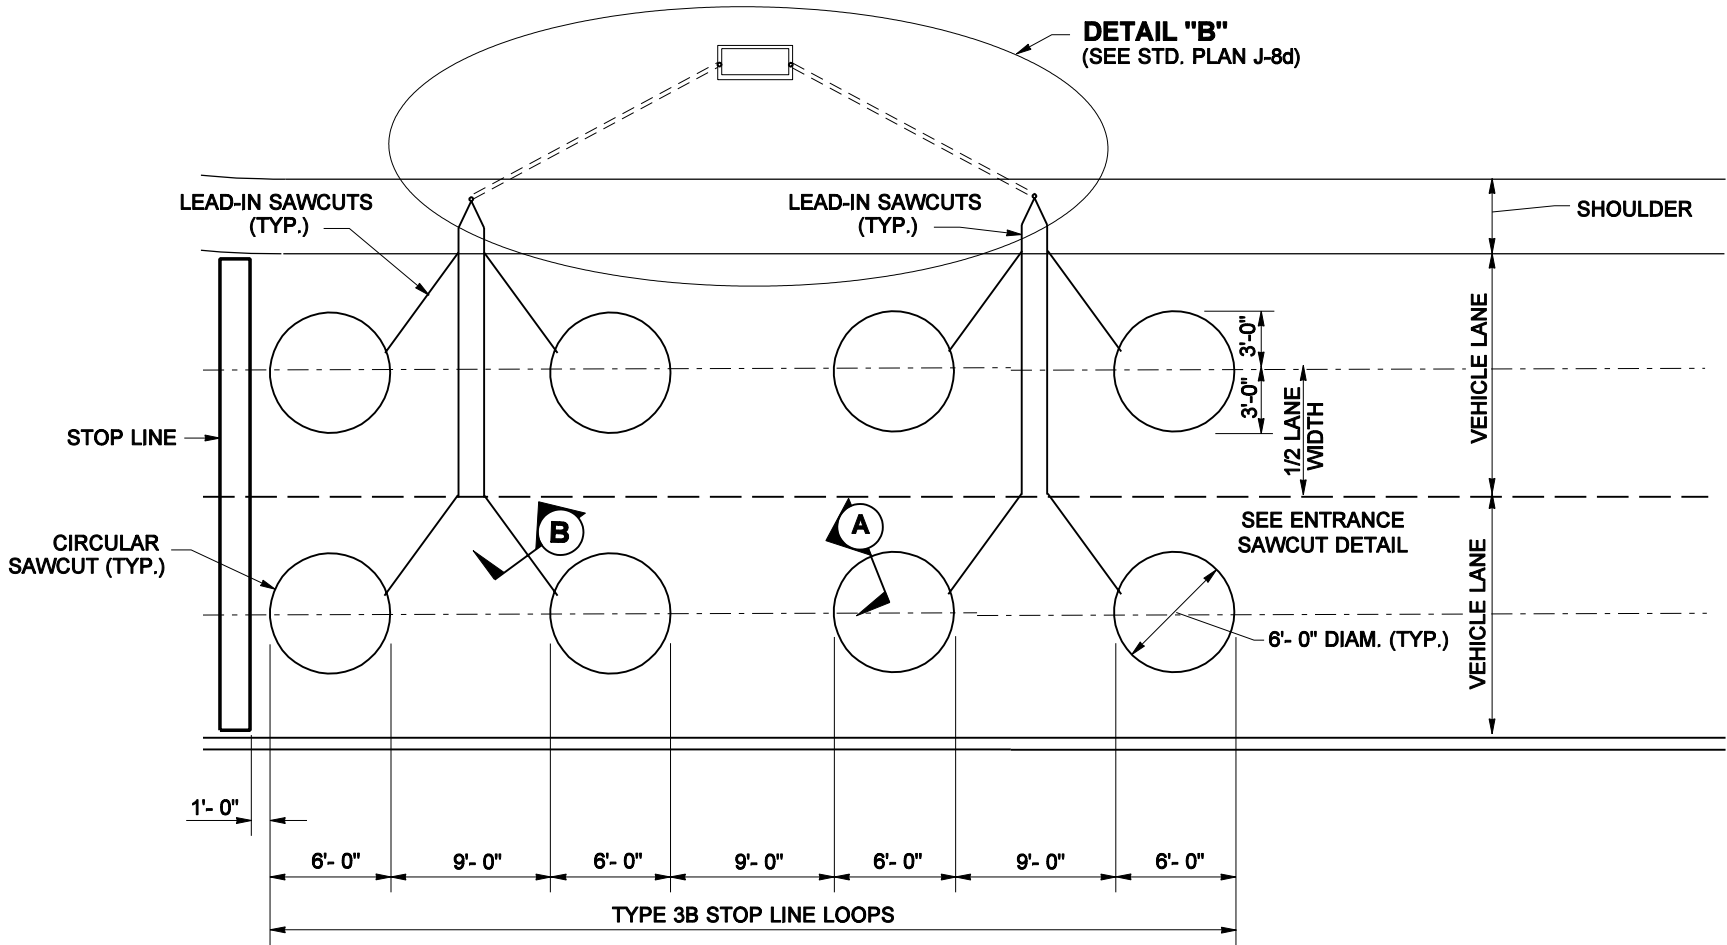 DETAIL "B"
(SEE STD. PLAN J-8d)
LEAD-IN SAWCUTS
(TYP.)
LEAD-IN SAWCUTS
(TYP.)
SHOULDER
VEHICLE LANE
3'-0"
3'-0"
1/2 LANE
WIDTH
STOP LINE
B
A
SEE ENTRANCE
SAWCUT DETAIL
CIRCULAR
SAWCUT (TYP.)
VEHICLE LANE
6'- 0" DIAM. (TYP.)
1'- 0"
6'- 0"
9'- 0"
6'- 0"
9'- 0"
6'- 0"
9'- 0"
6'- 0"
TYPE 3B STOP LINE LOOPS